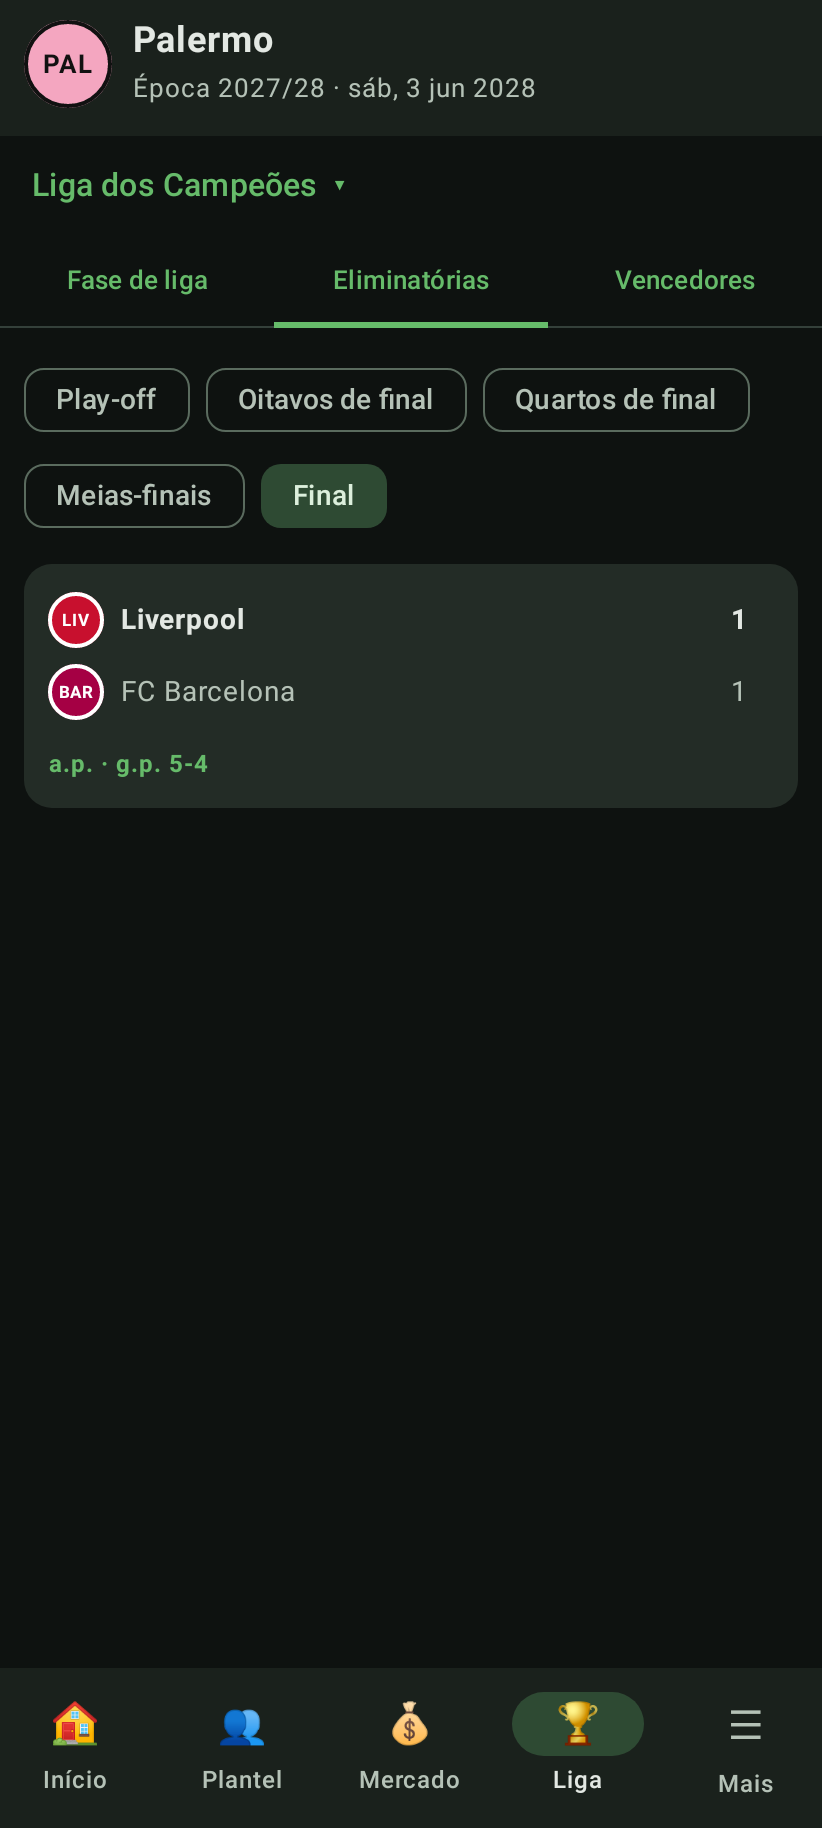 PAL
Palermo
Época 2027/28 · sáb, 3 jun 2028
Liga dos Campeões ▾
Fase de liga
Eliminatórias
Vencedores
Play-off
Oitavos de final
Quartos de final
Meias-finais
Final
LIV Liverpool 1
BAR FC Barcelona 1
a.p. · g.p. 5-4
Início
Plantel
Mercado
Liga
Mais